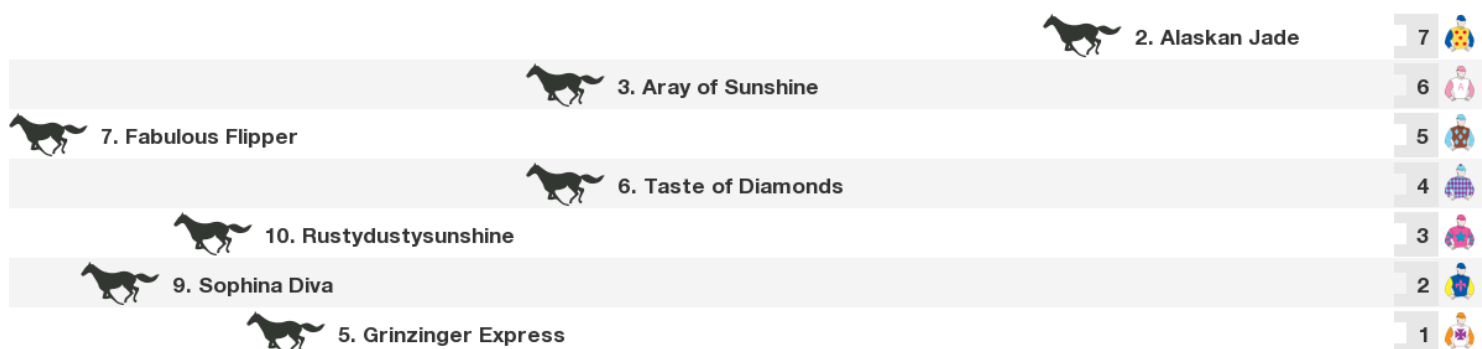 2. Alaskan Jade 7
3. Aray of Sunshine 6 A
7. Fabulous Flipper 5
6. Taste of Diamonds 4
10. Rustydustysunshine 3
9. Sophina Diva 2
5. Grinzinger Express 1